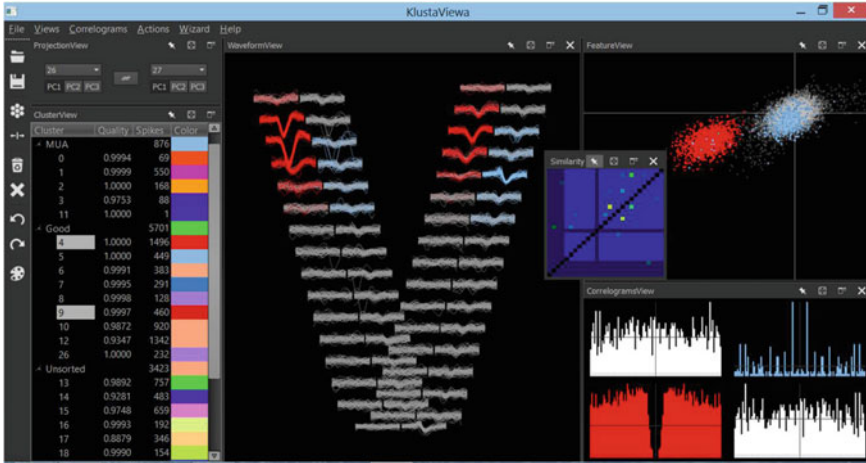 KlustaViewa
File Views Correlograms Actions Wizard Help
ProjectionView
26 27
PC1 PC2 PC3 PC1 PC2 PC3
ClusterView
Cluster Quality Spikes Color
MUA 876
0 0.9994 69
1 0.9999 550
2 1.0000 168
3 0.9753 88
11 1.0000 1
Good 5701
4 1.0000 1496
5 1.0000 449
6 0.9991 383
7 0.9995 291
8 0.9998 128
9 0.9997 460
10 0.9872 920
12 0.9347 1342
26 1.0000 232
Unsorted 3423
13 0.9892 757
14 0.9281 483
15 0.9748 659
16 0.9993 192
17 0.8879 346
18 0.9990 154
WaveformView
FeatureView
Similarity
CorrelogramsView